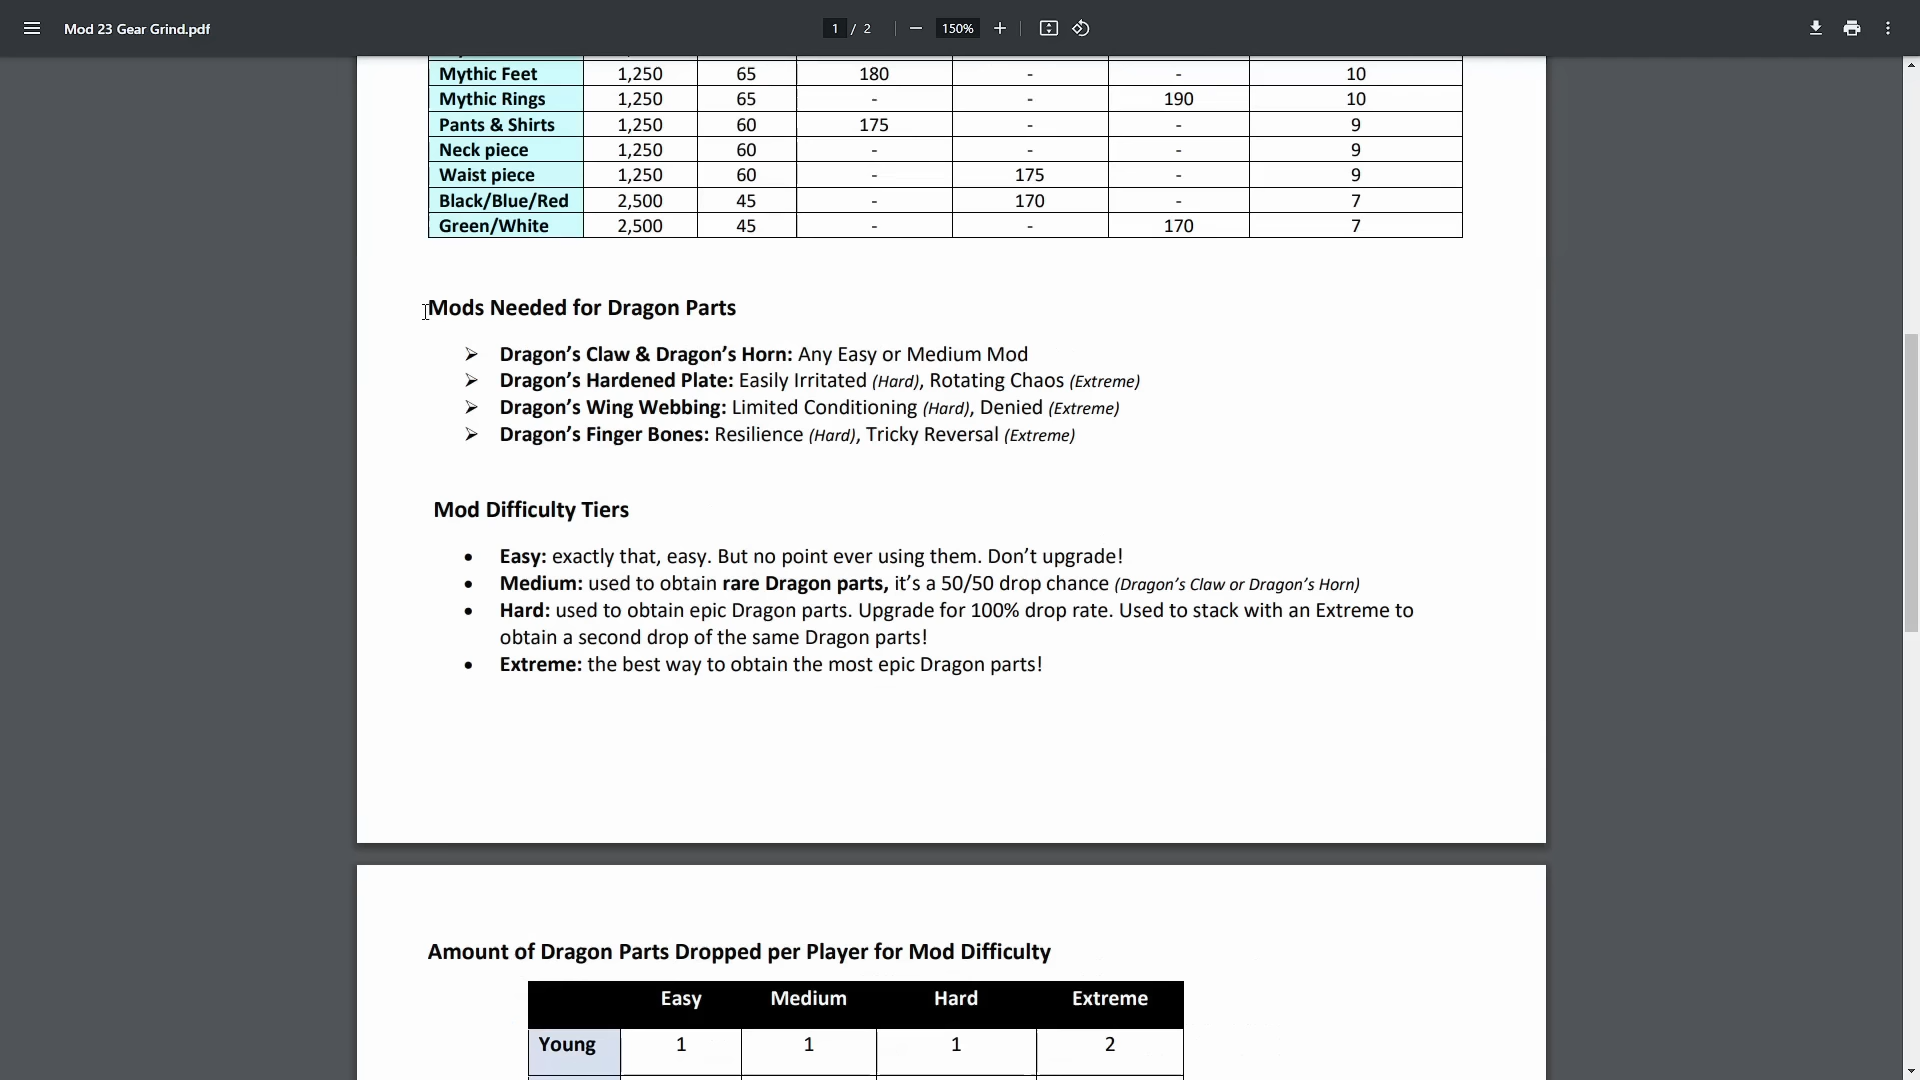 Mod 23 Gear Grind.pdf
1 / 2
150%
Mythic Feet 1,250 65 180 - - 10
Mythic Rings 1,250 65 - - 190 10
Pants & Shirts 1,250 60 175 - - 9
Neck piece 1,250 60 - - - 9
Waist piece 1,250 60 - 175 - 9
Black/Blue/Red 2,500 45 - 170 - 7
Green/White 2,500 45 - - 170 7
Mods Needed for Dragon Parts
➢ Dragon’s Claw & Dragon’s Horn: Any Easy or Medium Mod
➢ Dragon’s Hardened Plate: Easily Irritated (Hard), Rotating Chaos (Extreme)
➢ Dragon’s Wing Webbing: Limited Conditioning (Hard), Denied (Extreme)
➢ Dragon’s Finger Bones: Resilience (Hard), Tricky Reversal (Extreme)
Mod Difficulty Tiers
• Easy: exactly that, easy. But no point ever using them. Don’t upgrade!
• Medium: used to obtain rare Dragon parts, it’s a 50/50 drop chance (Dragon’s Claw or Dragon’s Horn)
• Hard: used to obtain epic Dragon parts. Upgrade for 100% drop rate. Used to stack with an Extreme to
obtain a second drop of the same Dragon parts!
• Extreme: the best way to obtain the most epic Dragon parts!
Amount of Dragon Parts Dropped per Player for Mod Difficulty
Easy Medium Hard Extreme
Young 1 1 1 2